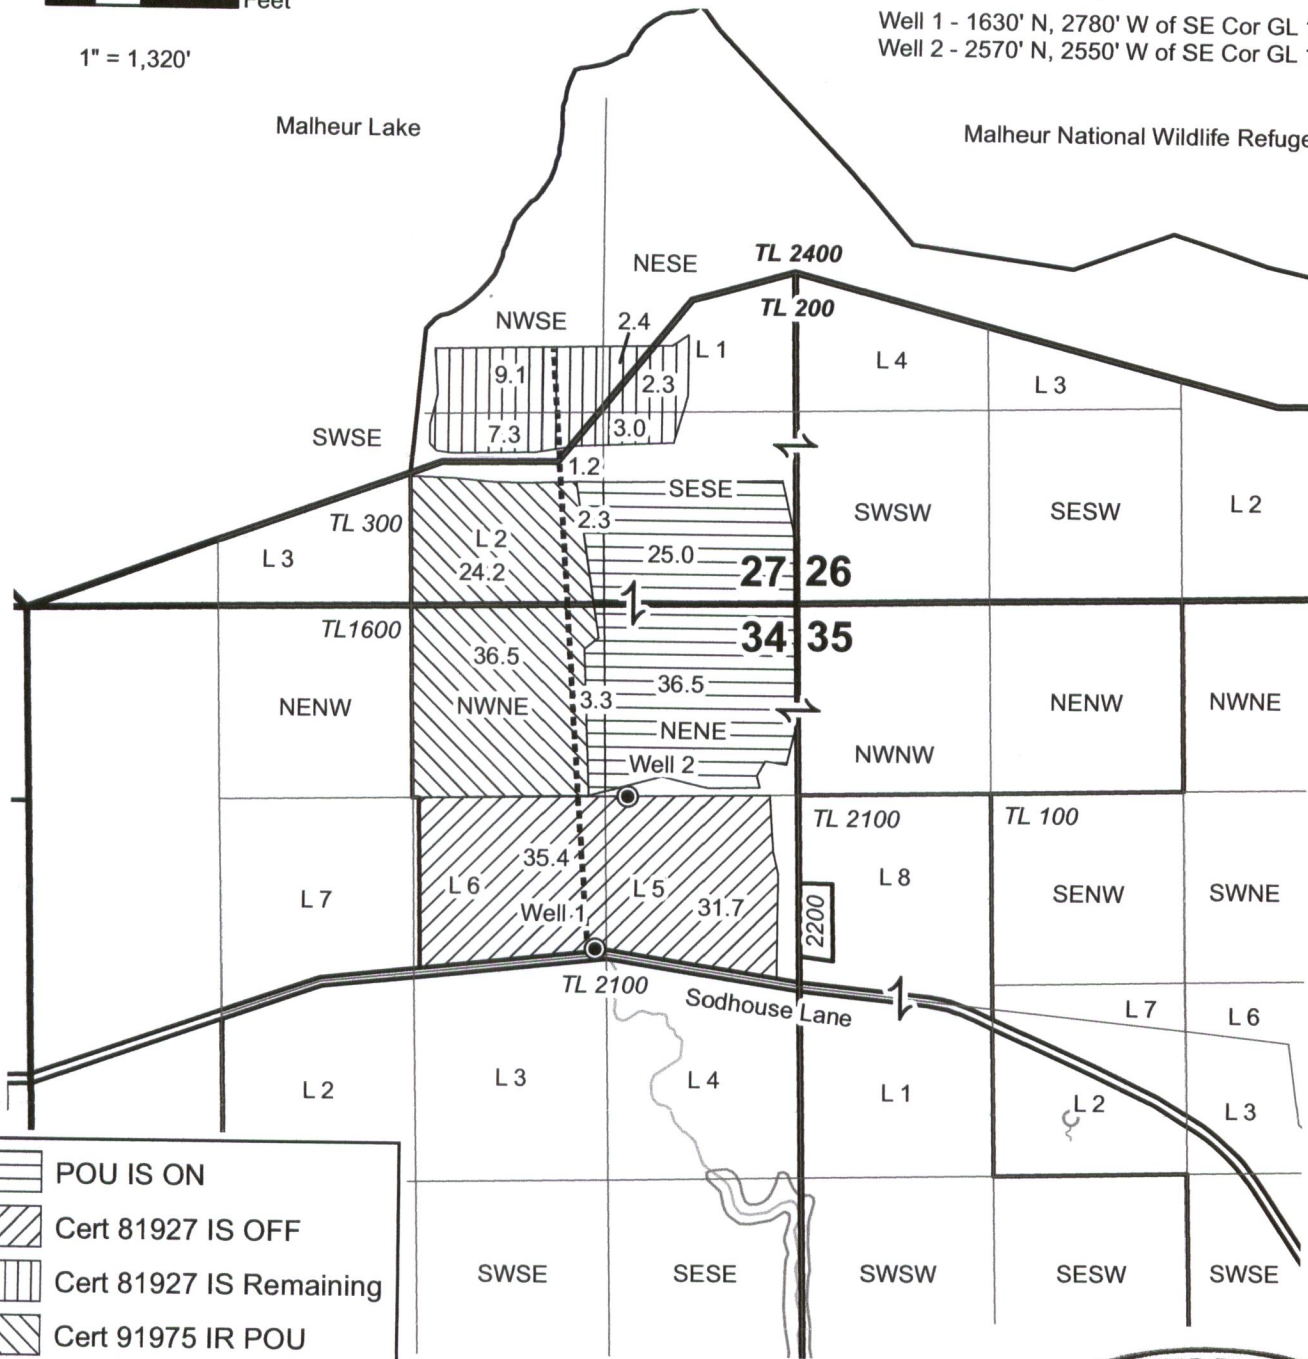 Feet
1" = 1,320'
Well 1 - 1630' N, 2780' W of SE Cor GL
Well 2 - 2570' N, 2550' W of SE Cor GL
Malheur Lake
Malheur National Wildlife Refuge
NESE
TL 2400
TL 200
NWSE
2.4
L 1
L 4
L 3
9.1
2.3
SWSE
7.3
3.0
1.2
SESE
TL 300
L 2
2.3
SWSW
SESW
L 2
L 3
24.2
25.0
27
26
TL1600
36.5
34
35
NENW
NWNE
3.3
36.5
NENE
NENW
NWNE
Well 2
NWNW
TL 2100
TL 100
35.4
L 7
L 6
L 5
L 8
SENW
SWNE
Well 1
31.7
2200
TL 2100
Sodhouse Lane
L 7
L 6
L 2
L 3
L 4
L 1
L 2
L 3
POU IS ON
Cert 81927 IS OFF
Cert 81927 IS Remaining
Cert 91975 IR POU
SWSE
SESE
SWSW
SESW
SWSE